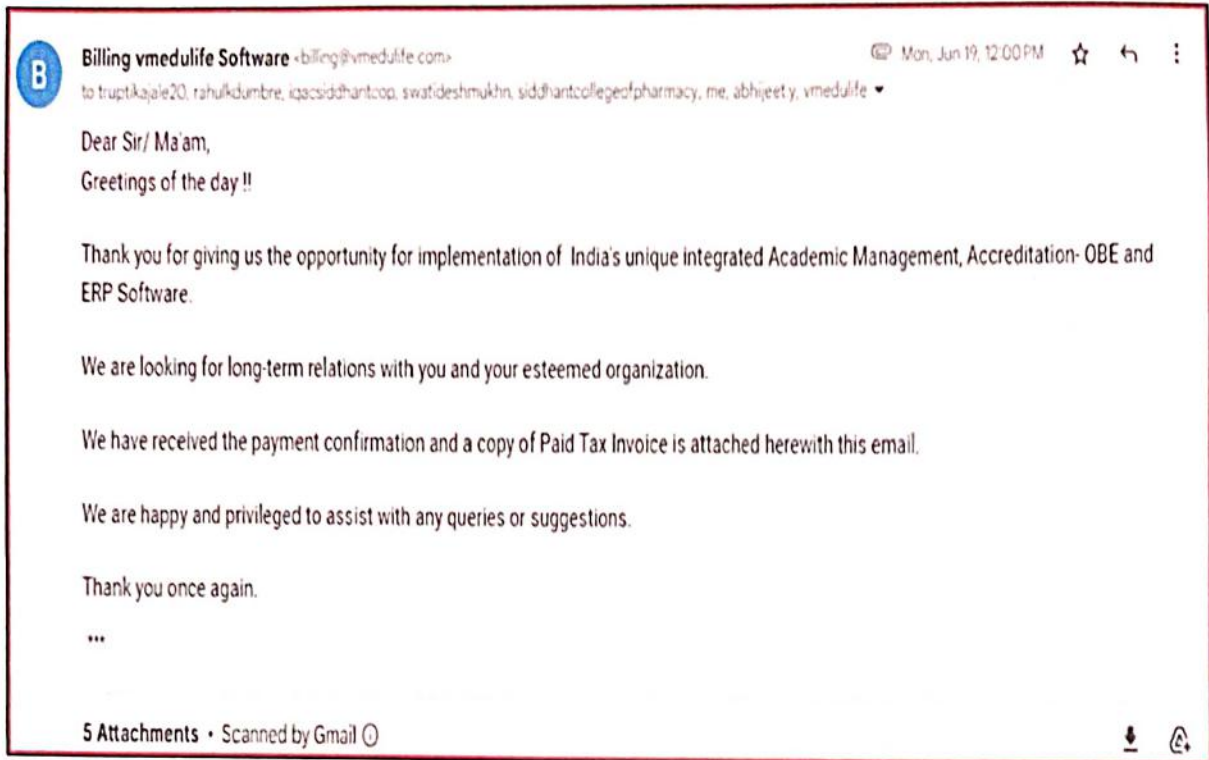 B
Billing vmedulife Software <billing@vmedulife.com>
Mon, Jun 19, 12:00 PM
to truptikajale20, rahulkdumbre, iqacsiddhantcop, swatideshmukhn, siddhantcollegeofpharmacy, me, abhijeet.y, vmedulife
Dear Sir/ Ma'am,
Greetings of the day !!
Thank you for giving us the opportunity for implementation of India's unique integrated Academic Management, Accreditation- OBE and
ERP Software.
We are looking for long-term relations with you and your esteemed organization.
We have received the payment confirmation and a copy of Paid Tax Invoice is attached herewith this email.
We are happy and privileged to assist with any queries or suggestions.
Thank you once again.
•••
5 Attachments • Scanned by Gmail